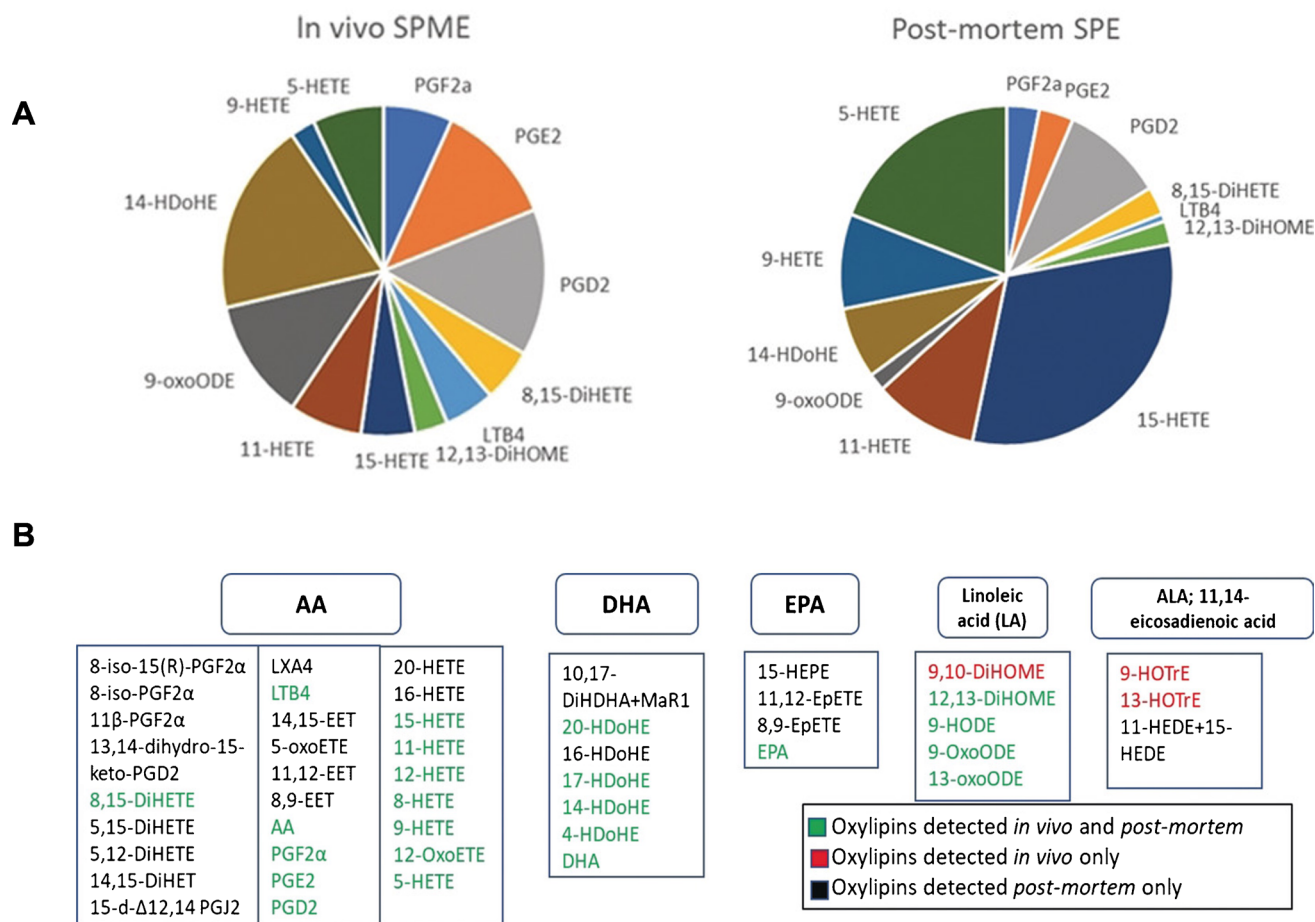 In vivo SPME
Post-mortem SPE
A
5-HETE
PGF2a
9-HETE
PGE2
14-HDoHE
PGD2
9-oxoODE
8,15-DiHETE
LTB4
11-HETE
15-HETE
12,13-DiHOME
PGF2a
PGE2
5-HETE
PGD2
8,15-DiHETE
LTB4
12,13-DiHOME
9-HETE
14-HDoHE
9-oxoODE
15-HETE
11-HETE
B
AA
8-iso-15(R)-PGF2α
8-iso-PGF2α
11β-PGF2α
13,14-dihydro-15-
keto-PGD2
8,15-DiHETE
5,15-DiHETE
5,12-DiHETE
14,15-DiHET
15-d-Δ12,14 PGJ2
LXA4
LTB4
14,15-EET
5-oxoETE
11,12-EET
8,9-EET
AA
PGF2α
PGE2
PGD2
20-HETE
16-HETE
15-HETE
11-HETE
12-HETE
8-HETE
9-HETE
12-OxoETE
5-HETE
DHA
10,17-
DiHDHA+MaR1
20-HDoHE
16-HDoHE
17-HDoHE
14-HDoHE
4-HDoHE
DHA
EPA
15-HEPE
11,12-EpETE
8,9-EpETE
EPA
Linoleic
acid (LA)
9,10-DiHOME
12,13-DiHOME
9-HODE
9-OxoODE
13-oxoODE
ALA; 11,14-
eicosadienoic acid
9-HOTrE
13-HOTrE
11-HEDE+15-
HEDE
Oxylipins detected in vivo and post-mortem
Oxylipins detected in vivo only
Oxylipins detected post-mortem only